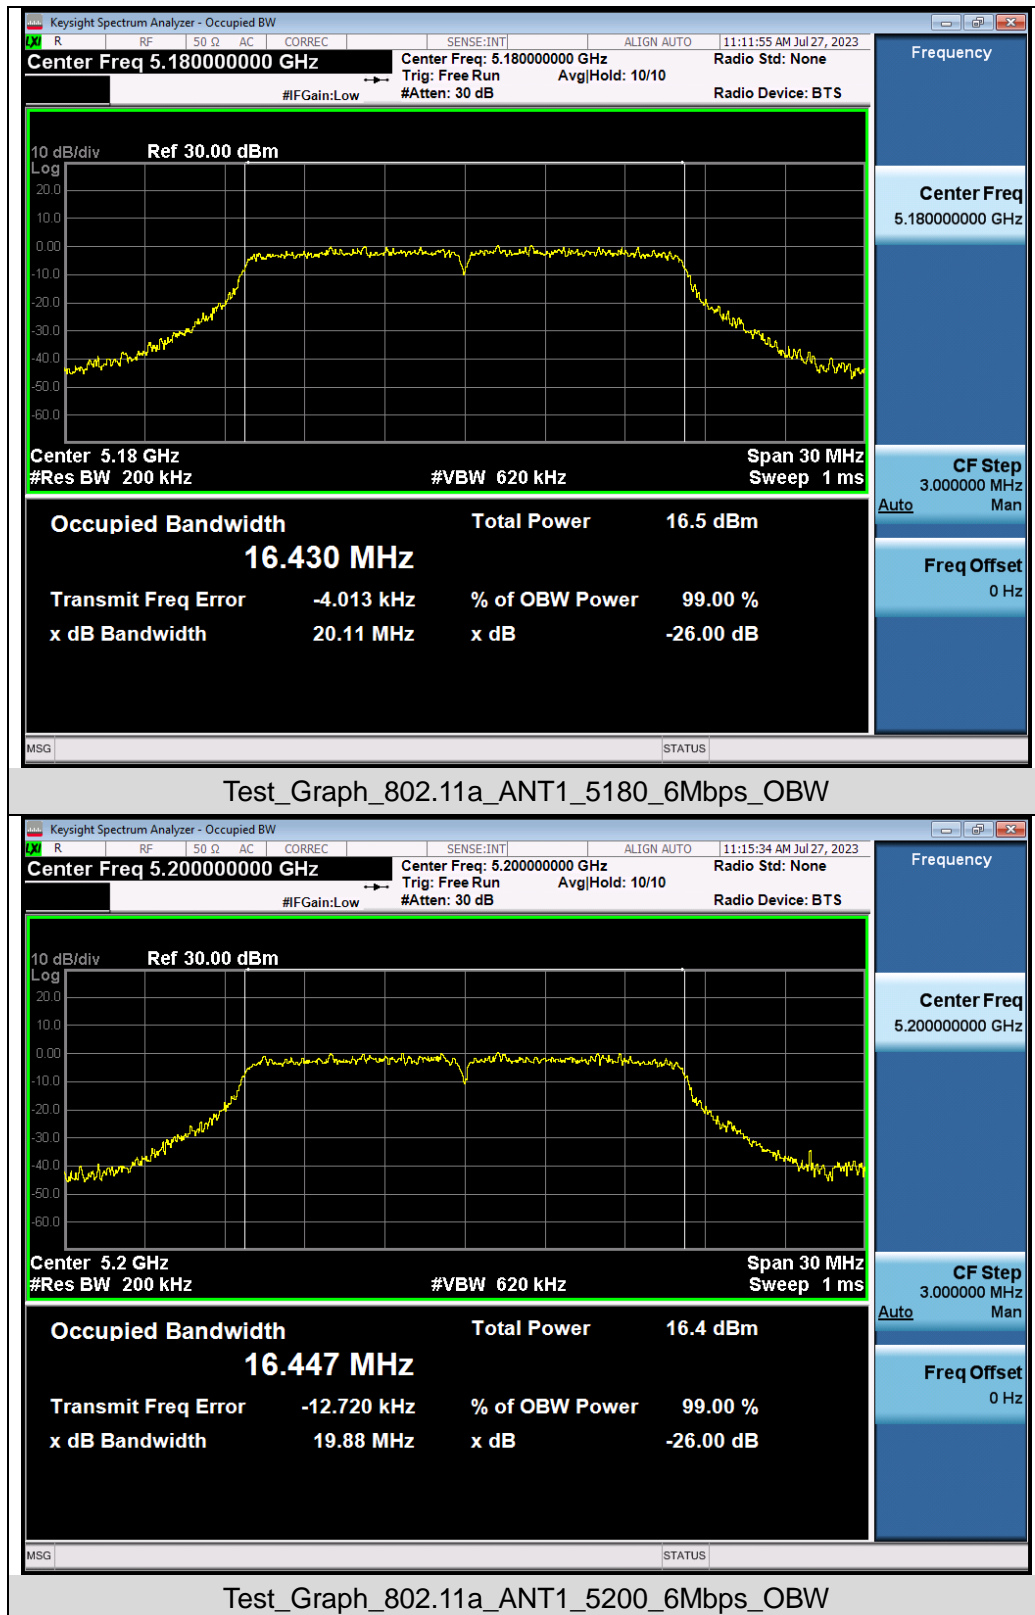 Keysight Spectrum Analyzer - Occupied BW
LXI R RF 50 Ω AC CORREC SENSE:INT ALIGN AUTO 11:11:55 AM Jul 27, 2023
Center Freq 5.180000000 GHz
Center Freq: 5.180000000 GHz Radio Std: None
Trig: Free Run Avg|Hold: 10/10
#IFGain:Low #Atten: 30 dB Radio Device: BTS
Frequency
10 dB/div Ref 30.00 dBm
Log
20.0
10.0
0.00
-10.0
-20.0
-30.0
-40.0
-50.0
-60.0
Center 5.18 GHz Span 30 MHz
#Res BW 200 kHz #VBW 620 kHz Sweep 1 ms
Center Freq
5.180000000 GHz
CF Step
3.000000 MHz
Auto Man
Freq Offset
0 Hz
Occupied Bandwidth Total Power 16.5 dBm
16.430 MHz
Transmit Freq Error -4.013 kHz % of OBW Power 99.00 %
x dB Bandwidth 20.11 MHz x dB -26.00 dB
MSG STATUS
Test_Graph_802.11a_ANT1_5180_6Mbps_OBW
Keysight Spectrum Analyzer - Occupied BW
LXI R RF 50 Ω AC CORREC SENSE:INT ALIGN AUTO 11:15:34 AM Jul 27, 2023
Center Freq 5.200000000 GHz
Center Freq: 5.200000000 GHz Radio Std: None
Trig: Free Run Avg|Hold: 10/10
#IFGain:Low #Atten: 30 dB Radio Device: BTS
Frequency
10 dB/div Ref 30.00 dBm
Log
20.0
10.0
0.00
-10.0
-20.0
-30.0
-40.0
-50.0
-60.0
Center 5.2 GHz Span 30 MHz
#Res BW 200 kHz #VBW 620 kHz Sweep 1 ms
Center Freq
5.200000000 GHz
CF Step
3.000000 MHz
Auto Man
Freq Offset
0 Hz
Occupied Bandwidth Total Power 16.4 dBm
16.447 MHz
Transmit Freq Error -12.720 kHz % of OBW Power 99.00 %
x dB Bandwidth 19.88 MHz x dB -26.00 dB
MSG STATUS
Test_Graph_802.11a_ANT1_5200_6Mbps_OBW